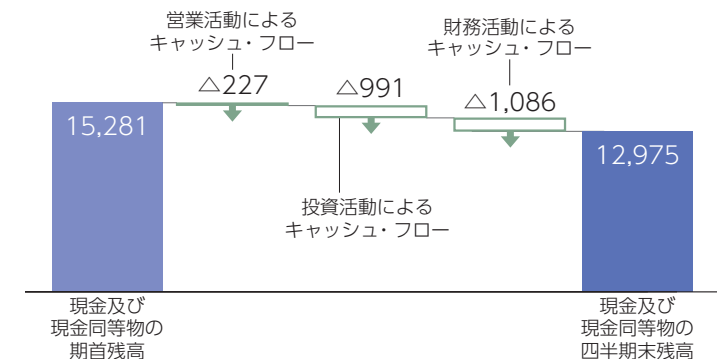 営業活動による
キャッシュ・フロー
△227
△991
財務活動による
キャッシュ・フロー
△1,086
15,281
12,975
投資活動による
キャッシュ・フロー
現金及び
現金同等物の
期首残高
現金及び
現金同等物の
四半期末残高